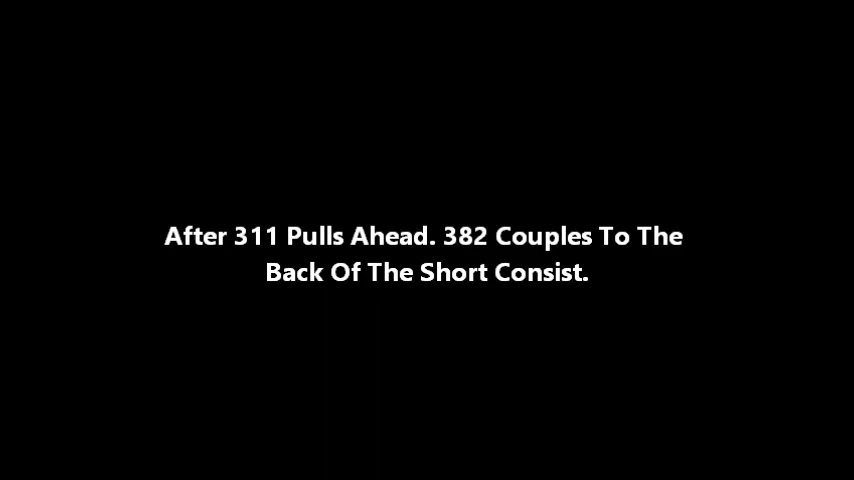 After 311 Pulls Ahead. 382 Couples To The
Back Of The Short Consist.